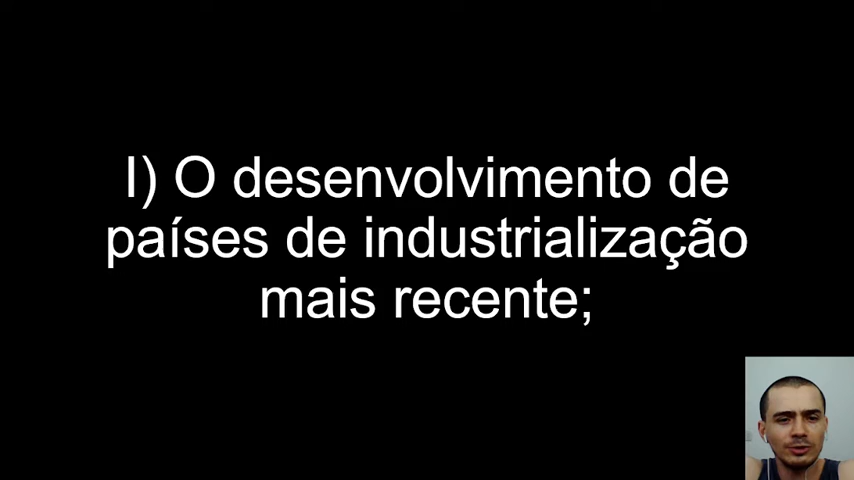 I) O desenvolvimento de
países de industrialização
mais recente;